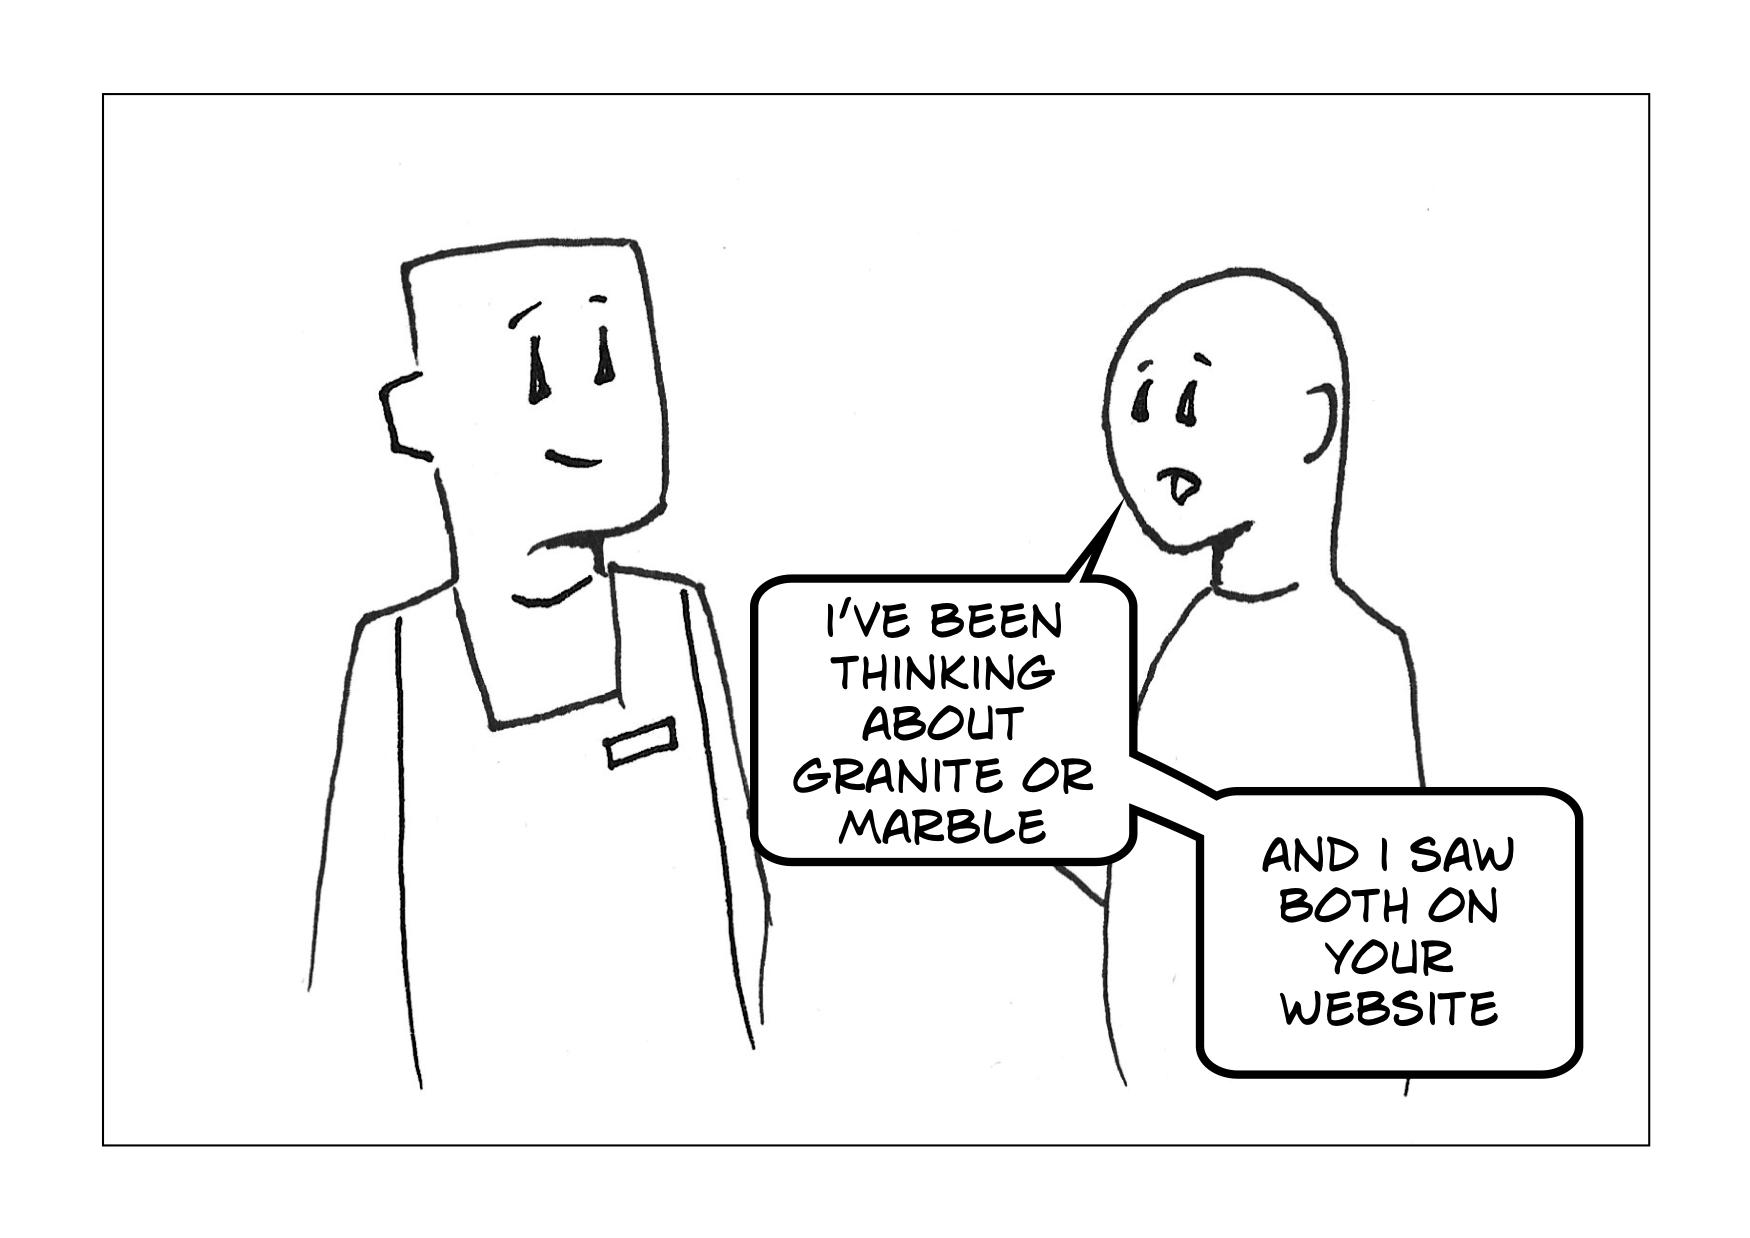 I'VE BEEN
THINKING
ABOUT
GRANITE OR
MARBLE
AND I SAW
BOTH ON
YOUR
WEBSITE